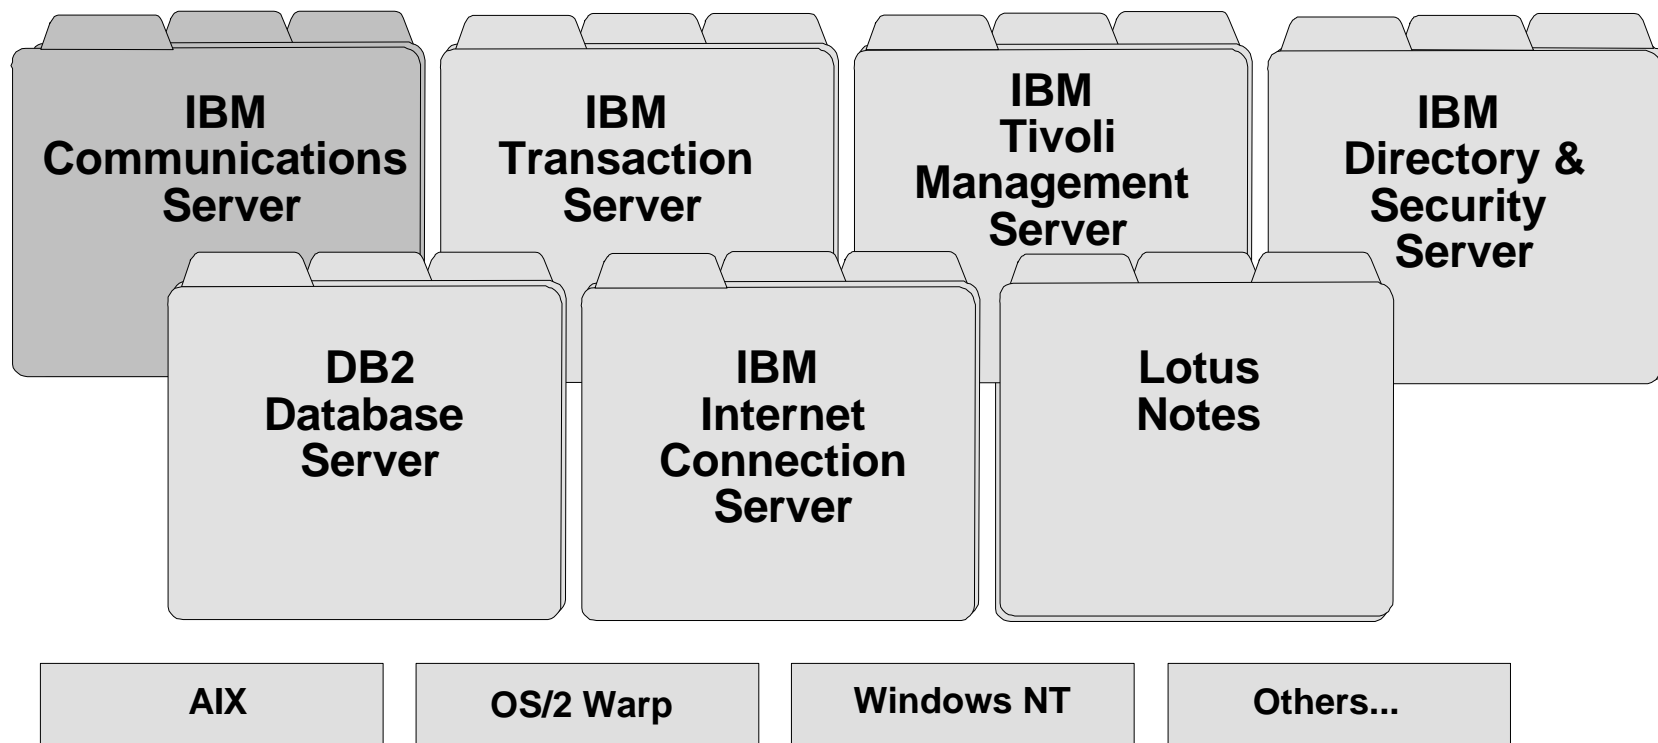 IBM
Communications
Server
IBM
Transaction
Server
IBM
Tivoli
Management
Server
IBM
Directory &
Security
Server
DB2
Database
Server
IBM
Internet
Connection
Server
Lotus
Notes
AIX
OS/2 Warp
Windows NT
Others...